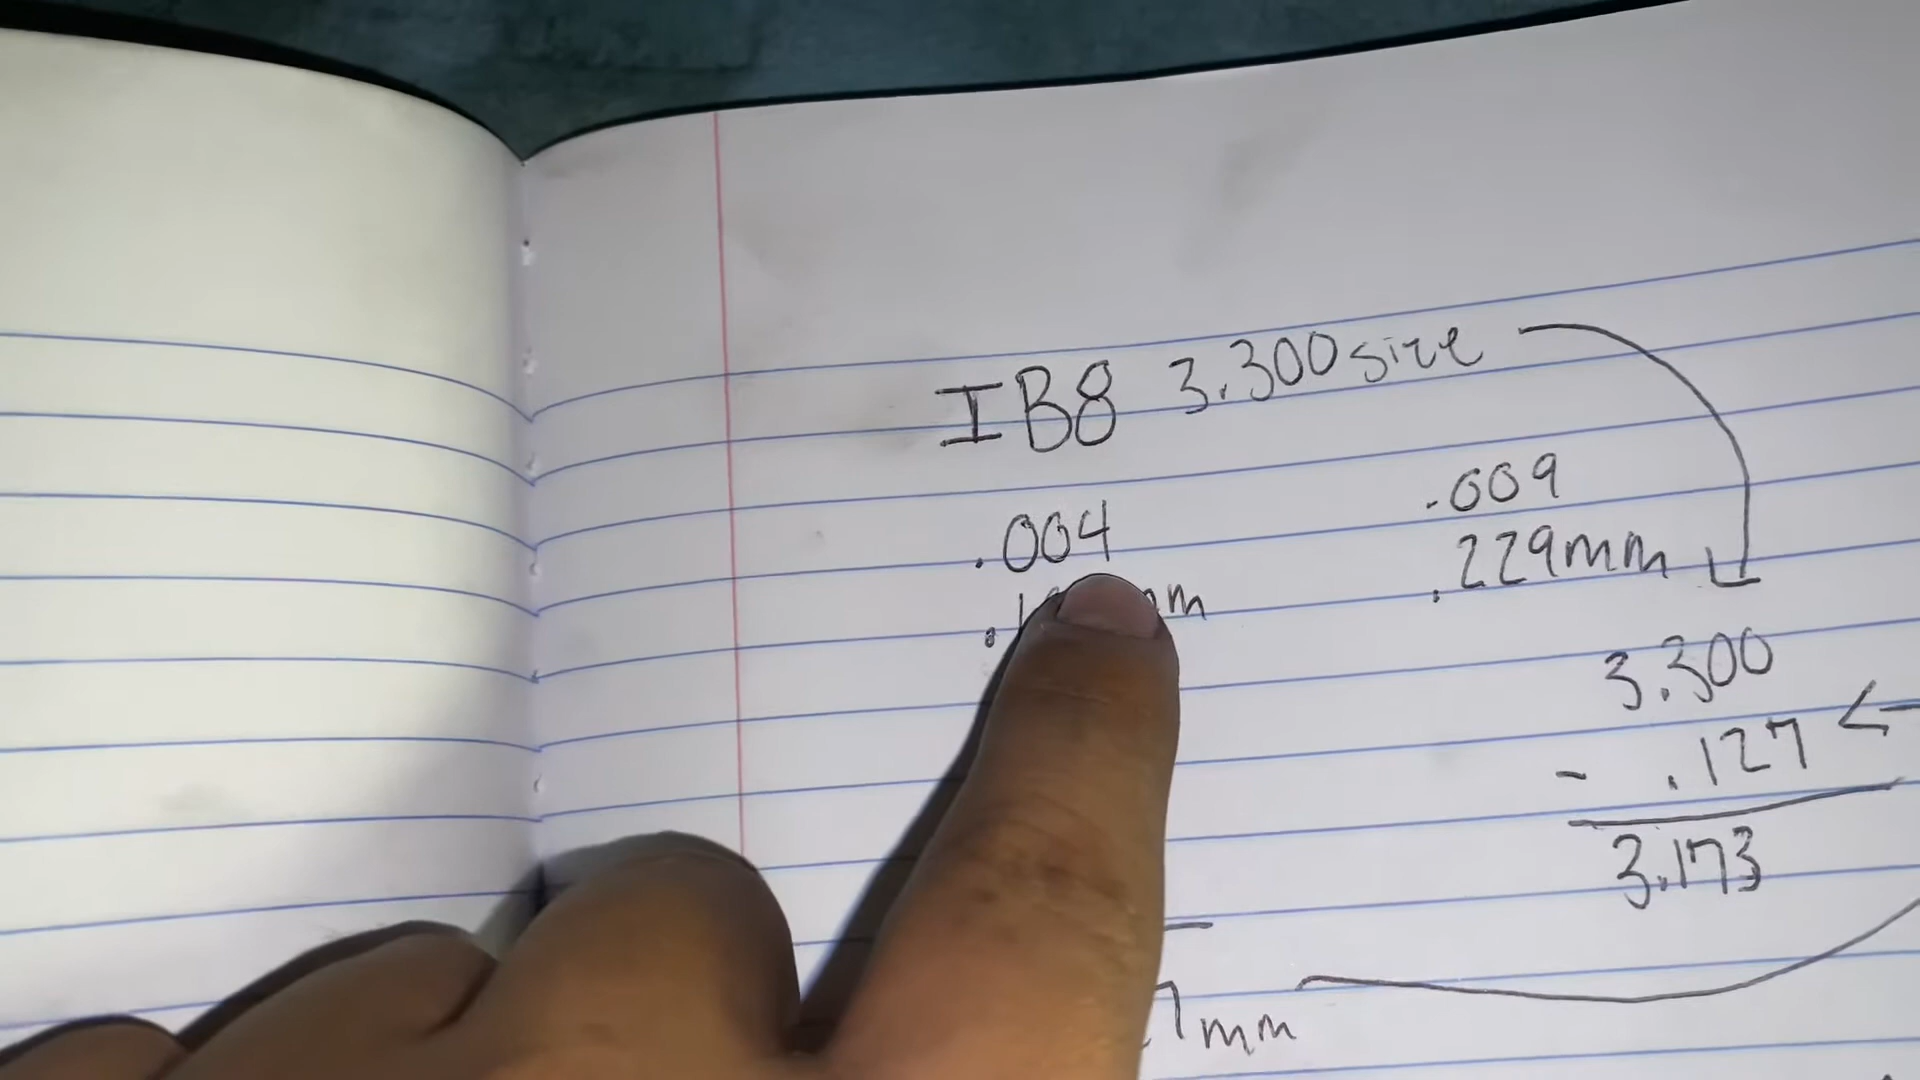 IB8 3.300 size
.004
.009
.229mm
3.300
- .127
3.173
mm